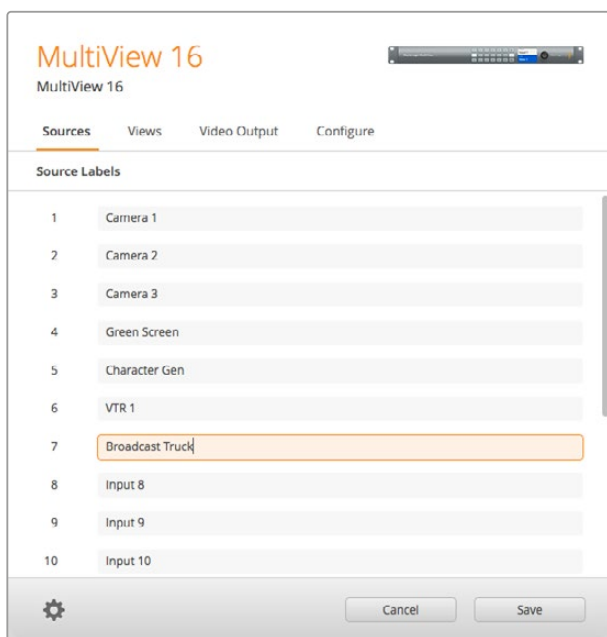 MultiView 16
MultiView 16
Sources Views Video Output Configure
Source Labels
1 Camera 1
2 Camera 2
3 Camera 3
4 Green Screen
5 Character Gen
6 VTR 1
7 Broadcast Truck
8 Input 8
9 Input 9
10 Input 10
Cancel Save